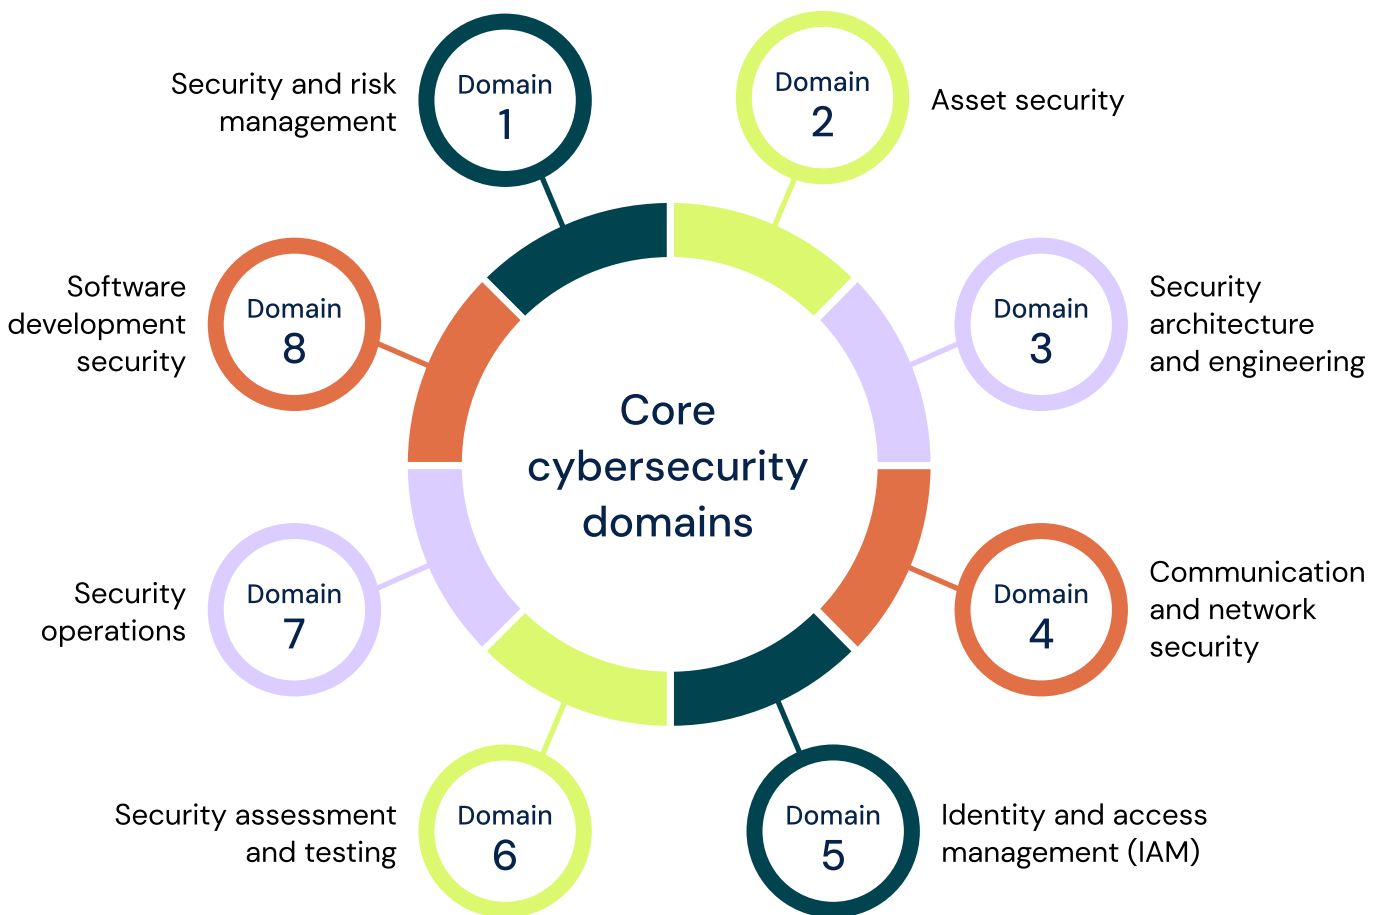 Security and risk
management
Domain
1
Domain
2
Asset security
Domain
3
Security
architecture
and engineering
Domain
4
Communication
and network
security
Domain
5
Identity and access
management (IAM)
Security assessment
and testing
Domain
6
Security
operations
Domain
7
Software
development
security
Domain
8
Core
cybersecurity
domains